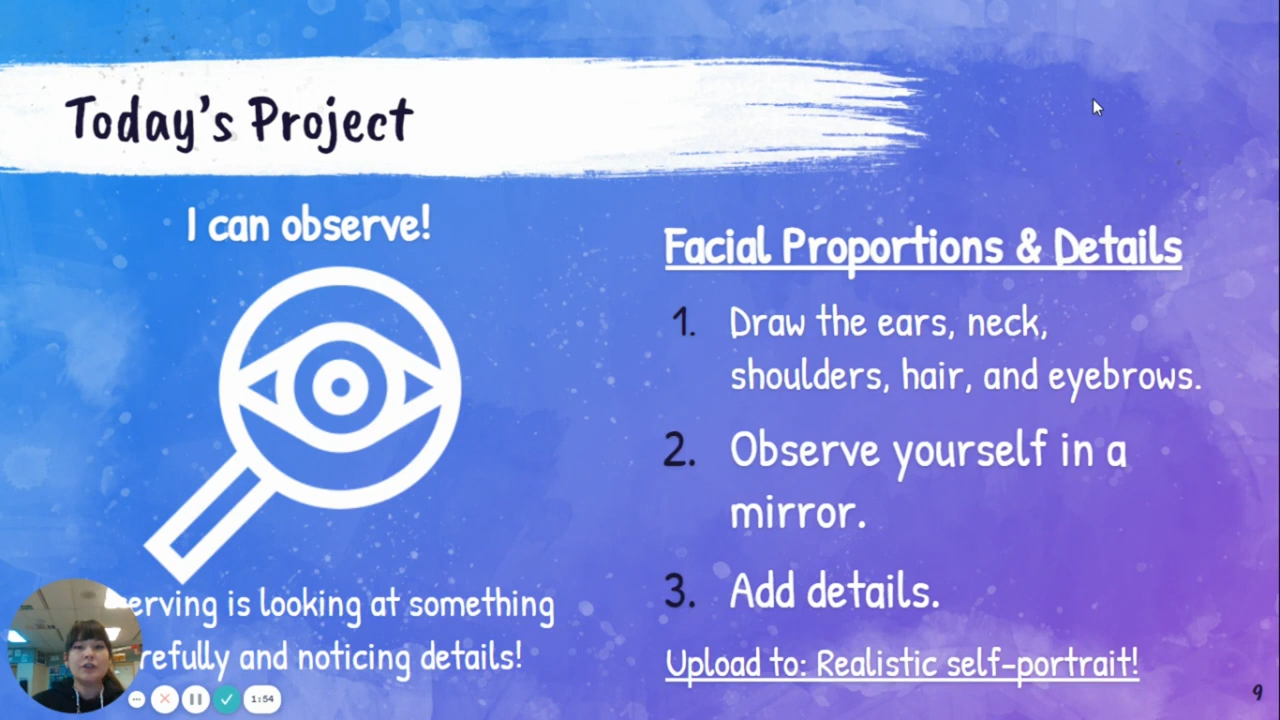 Today's Project
I can observe!
erving is looking at something
refully and noticing details!
Facial Proportions & Details
1. Draw the ears, neck,
shoulders, hair, and eyebrows.
2. Observe yourself in a
mirror.
3. Add details.
Upload to: Realistic self-portrait!
1:54
9